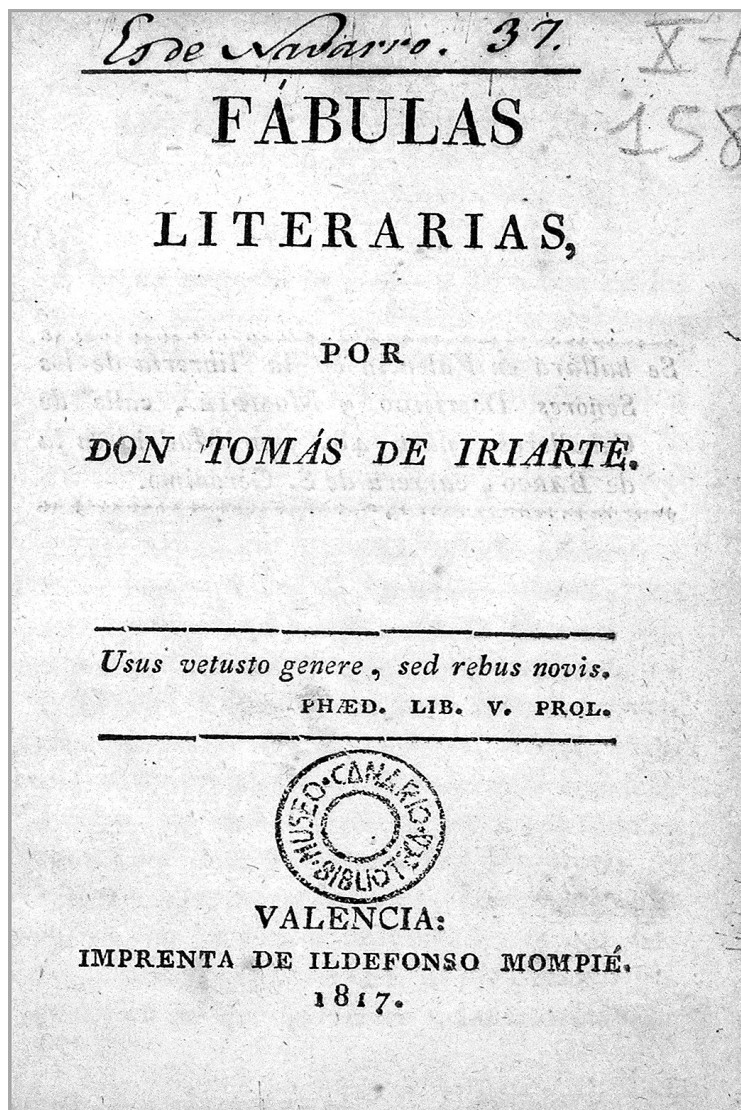 Es de Navarro. 37.
X-A
158
FÁBULAS
LITERARIAS,
POR
DON TOMÁS DE IRIARTE.
Usus vetusto genere, sed rebus novis.
PHÆD. LIB. V. PROL.
MUSEO·CANARIO·BIBLIOTECA·
VALENCIA:
IMPRENTA DE ILDEFONSO MOMPIÉ.
1817.